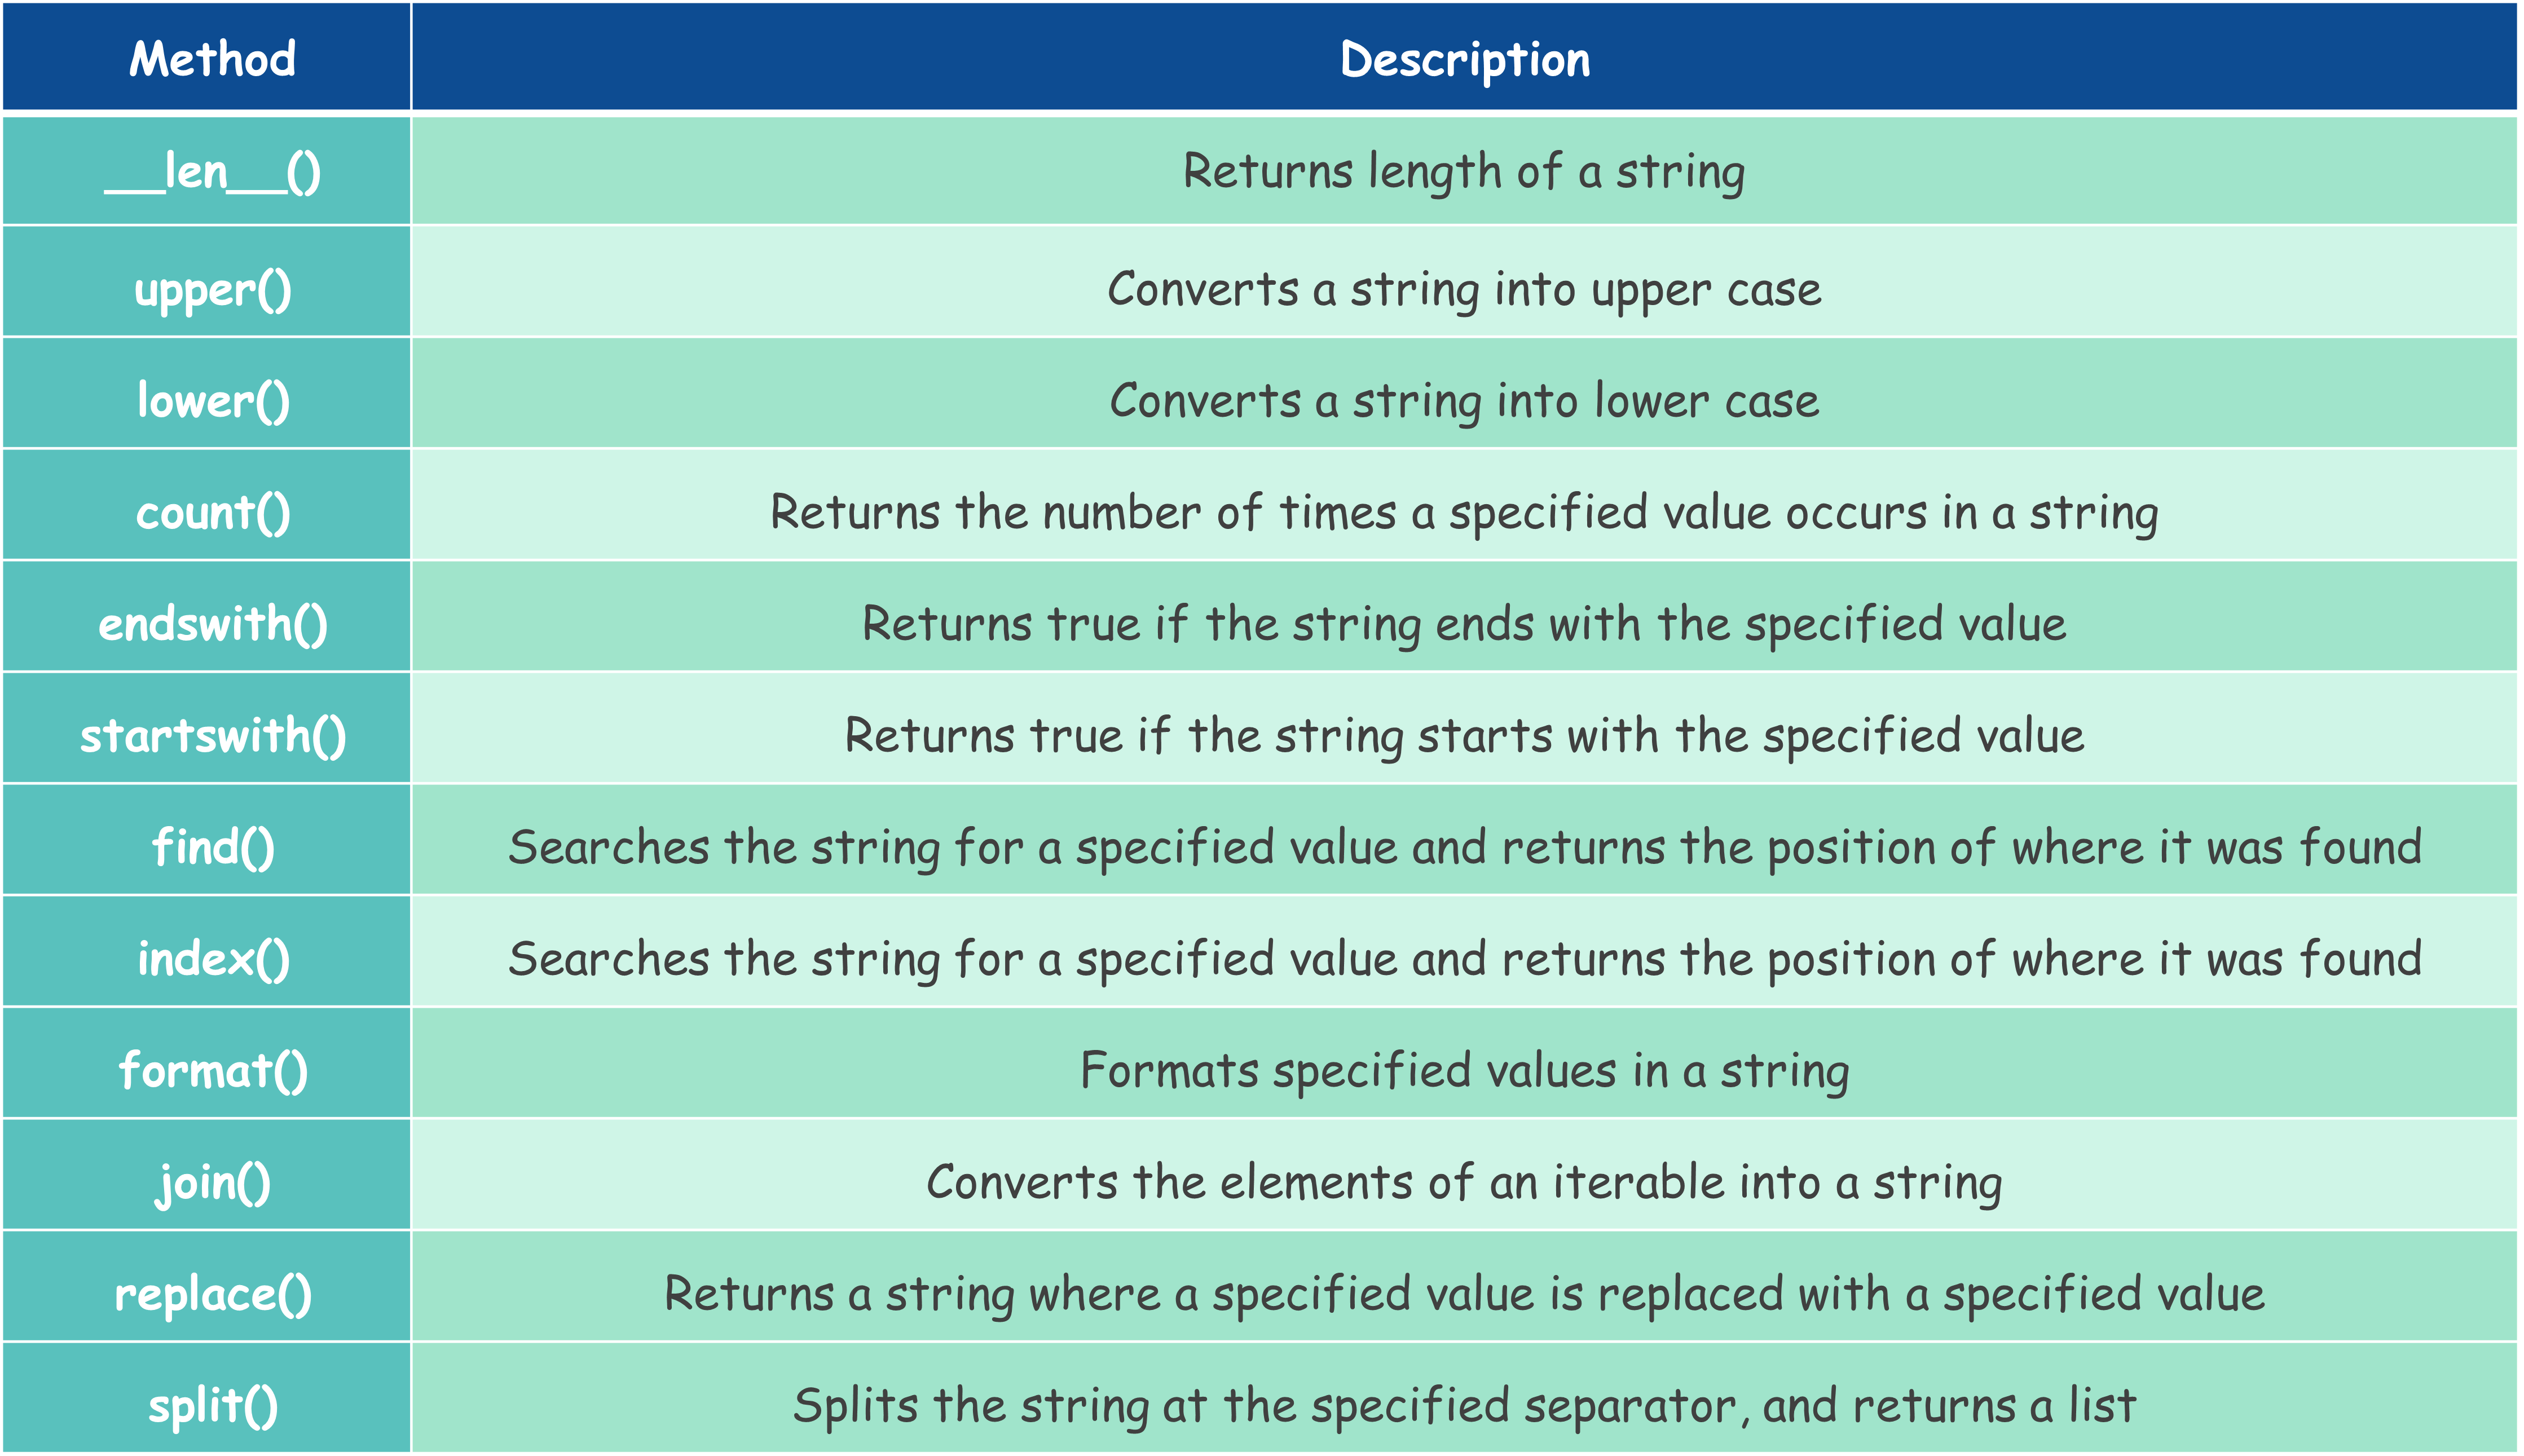 Method Description
__len__() Returns length of a string
upper() Converts a string into upper case
lower() Converts a string into lower case
count() Returns the number of times a specified value occurs in a string
endswith() Returns true if the string ends with the specified value
startswith() Returns true if the string starts with the specified value
find() Searches the string for a specified value and returns the position of where it was found
index() Searches the string for a specified value and returns the position of where it was found
format() Formats specified values in a string
join() Converts the elements of an iterable into a string
replace() Returns a string where a specified value is replaced with a specified value
split() Splits the string at the specified separator, and returns a list